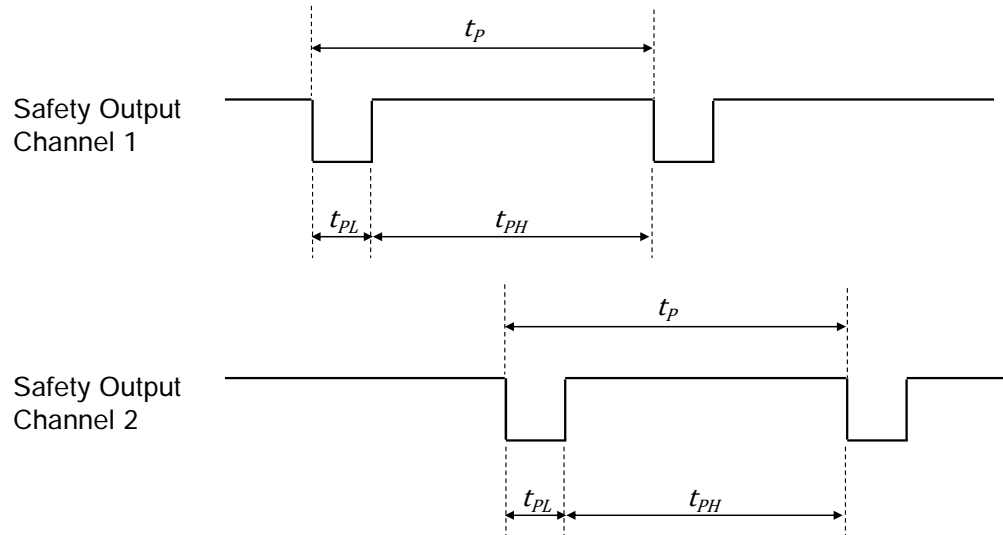 t_P
Safety Output
Channel 1
t_PL
t_PH
t_P
Safety Output
Channel 2
t_PL
t_PH